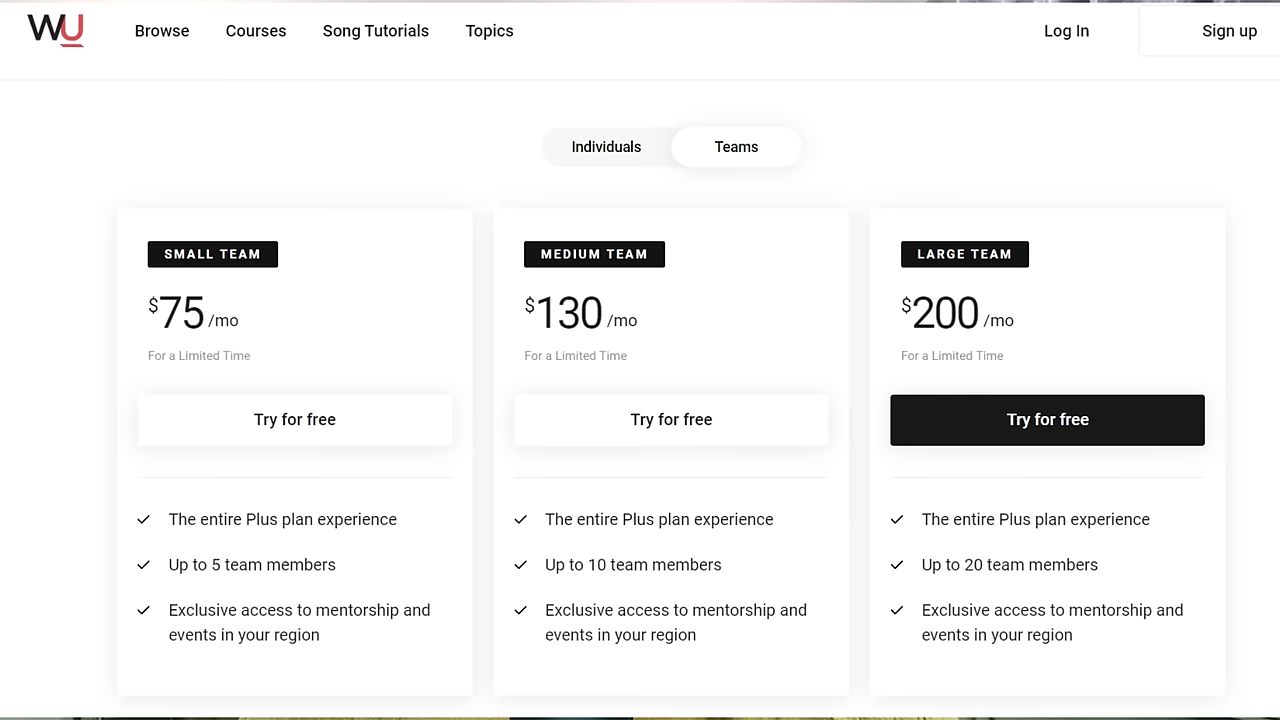 WU Browse Courses Song Tutorials Topics Log In Sign up
Individuals Teams
SMALL TEAM
$75 /mo
For a Limited Time
Try for free
The entire Plus plan experience
Up to 5 team members
Exclusive access to mentorship and
events in your region
MEDIUM TEAM
$130 /mo
For a Limited Time
Try for free
The entire Plus plan experience
Up to 10 team members
Exclusive access to mentorship and
events in your region
LARGE TEAM
$200 /mo
For a Limited Time
Try for free
The entire Plus plan experience
Up to 20 team members
Exclusive access to mentorship and
events in your region